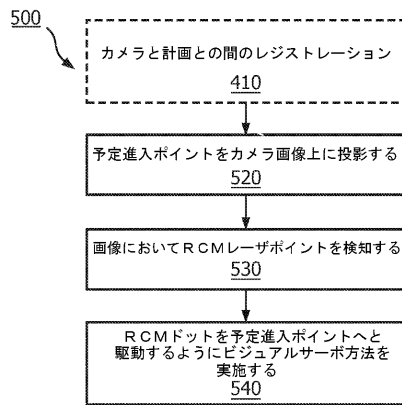 500
カメラと計画との間のレジストレーション
410
予定進入ポイントをカメラ画像上に投影する
520
画像においてＲＣＭレーザポイントを検知する
530
ＲＣＭドットを予定進入ポイントへと
駆動するようにビジュアルサーボ方法を
実施する
540